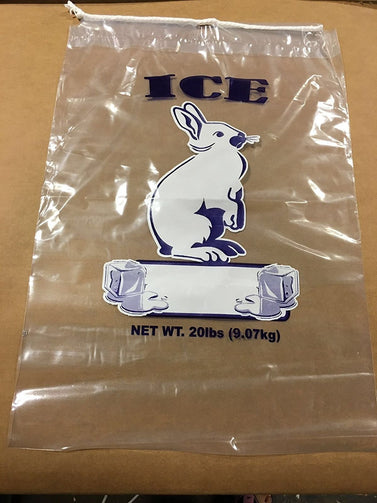 ICE
NET WT. 20lbs (9.07kg)